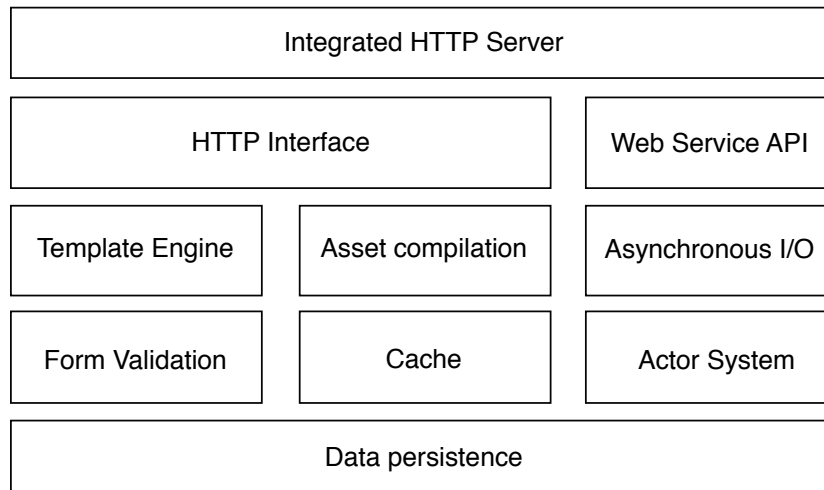 Integrated HTTP Server
HTTP Interface
Web Service API
Template Engine
Asset compilation
Asynchronous I/O
Form Validation
Cache
Actor System
Data persistence